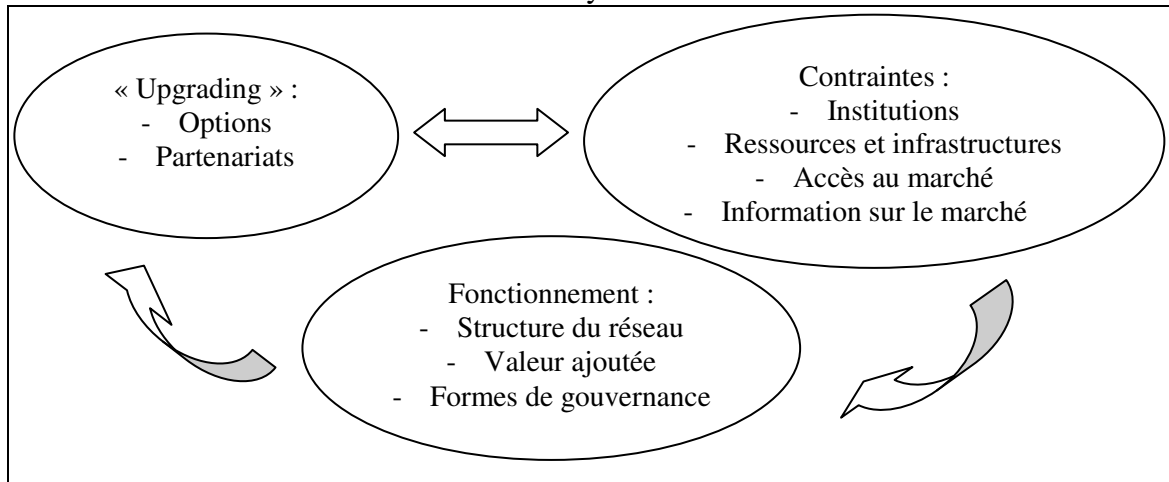 « Upgrading » :
- Options
- Partenariats
Contraintes :
- Institutions
- Ressources et infrastructures
- Accès au marché
- Information sur le marché
Fonctionnement :
- Structure du réseau
- Valeur ajoutée
- Formes de gouvernance